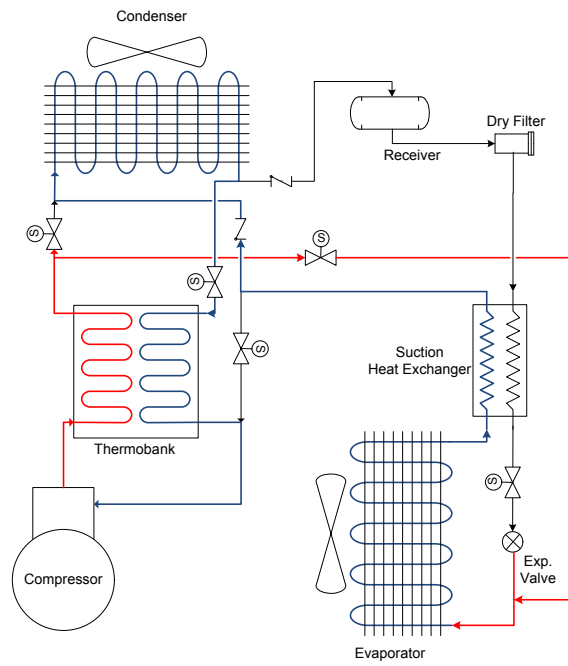 Condenser
Dry Filter
Receiver
S
S
S
S
Suction
Heat Exchanger
Thermobank
S
Exp.
Valve
Compressor
Evaporator